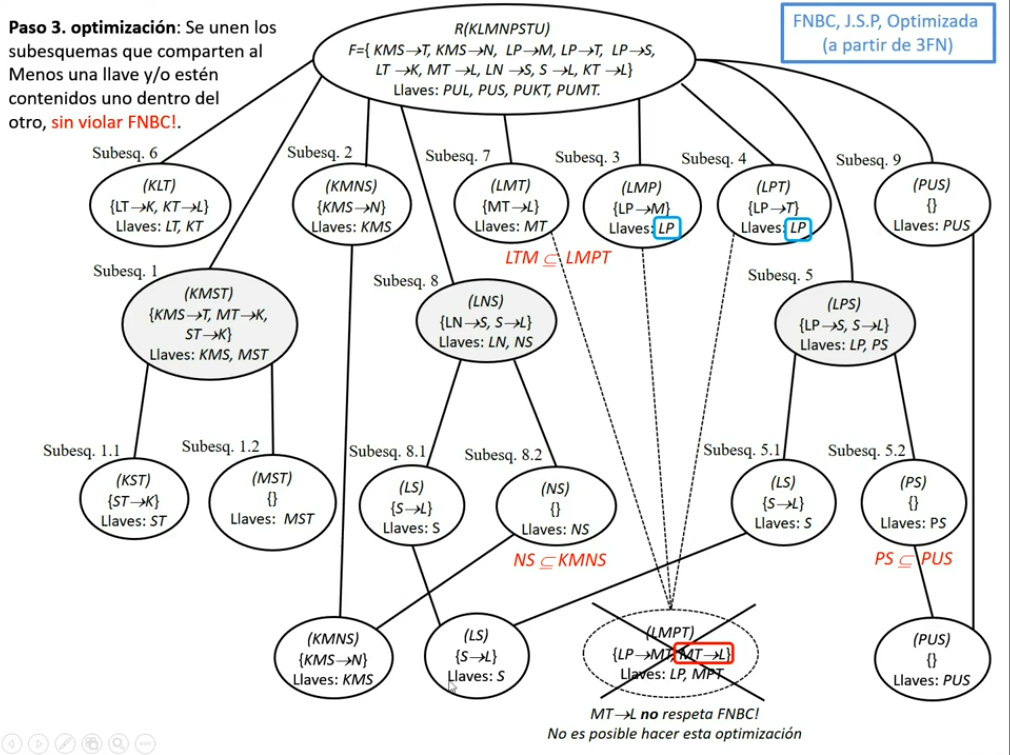 Paso 3. optimización: Se unen los
subesquemas que comparten al
Menos una llave y/o estén
contenidos uno dentro del
otro, sin violar FNBC!.
R(KLMNPSTU)
F={ KMS→T, KMS→N, LP→M, LP→T, LP→S,
LT →K, MT →L, LN →S, S →L, KT →L}
Llaves: PUL, PUS, PUKT, PUMT.
FNBC, J.S.P, Optimizada
(a partir de 3FN)
Subesq. 6
(KLT)
{LT→K, KT→L}
Llaves: LT, KT
Subesq. 2
(KMNS)
{KMS→N}
Llaves: KMS
Subesq. 7
(LMT)
{MT→L}
Llaves: MT
Subesq. 3
(LMP)
{LP→M}
Llaves: LP
Subesq. 4
(LPT)
{LP→T}
Llaves: LP
Subesq. 9
(PUS)
{}
Llaves: PUS
LTM ⊆ LMPT
Subesq. 1
(KMST)
{KMS→T, MT→K,
ST→K}
Llaves: KMS, MST
Subesq. 8
(LNS)
{LN→S, S→L}
Llaves: LN, NS
Subesq. 5
(LPS)
{LP→S, S→L}
Llaves: LP, PS
Subesq. 1.1
(KST)
{ST→K}
Llaves: ST
Subesq. 1.2
(MST)
{}
Llaves: MST
Subesq. 8.1
(LS)
{S→L}
Llaves: S
Subesq. 8.2
(NS)
{}
Llaves: NS
Subesq. 5.1
(LS)
{S→L}
Llaves: S
Subesq. 5.2
(PS)
{}
Llaves: PS
NS ⊆ KMNS
PS ⊆ PUS
(KMNS)
{KMS→N}
Llaves: KMS
(LS)
{S→L}
Llaves: S
(LMPT)
{LP→MT, MT→L}
Llaves: LP, MPT
(PUS)
{}
Llaves: PUS
MT→L no respeta FNBC!
No es posible hacer esta optimización